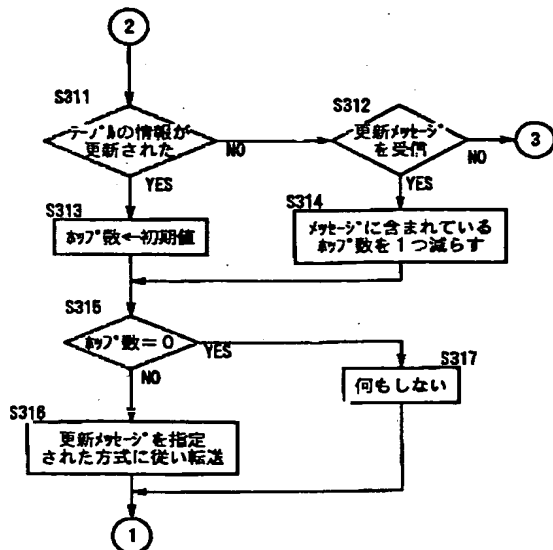 2
S311
テーブルの情報が
更新された
NO
YES
S312
更新メッセージ
を受信
NO
3
YES
S313
ホップ数←初期値
S314
メッセージに含まれている
ホップ数を1つ減らす
S315
ホップ数=0
YES
NO
S317
何もしない
S316
更新メッセージを指定
された方式に従い転送
1